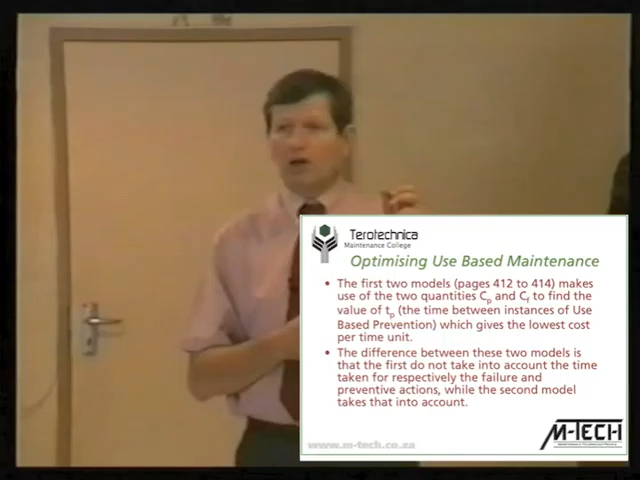 Terotechnica
Maintenance College
Optimising Use Based Maintenance
• The first two models (pages 412 to 414) makes
use of the two quantities Cp and Cf to find the
value of tp (the time between instances of Use
Based Prevention) which gives the lowest cost
per time unit.
• The difference between these two models is
that the first do not take into account the time
taken for respectively the failure and
preventive actions, while the second model
takes that into account.
www.m-tech.co.za
M-TECH